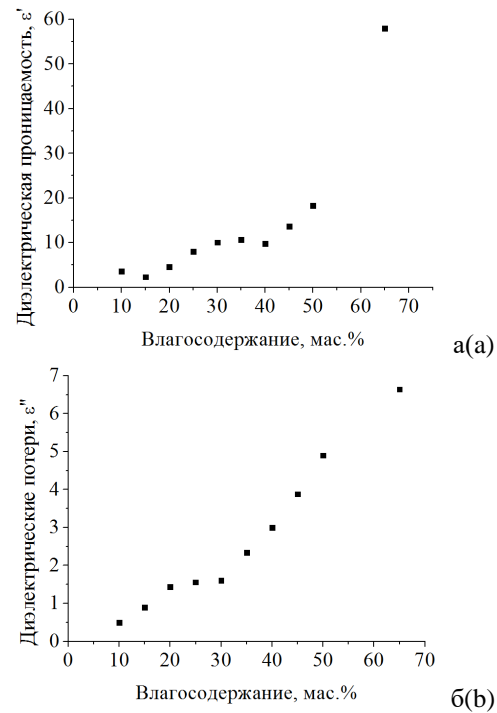 60
50
40
30
20
10
0
Диэлектрическая проницаемость, ε'
0 10 20 30 40 50 60 70
Влагосодержание, мас.%
а(a)
7
6
5
4
3
2
1
0
Диэлектрические потери, ε"
0 10 20 30 40 50 60 70
Влагосодержание, мас.%
б(b)